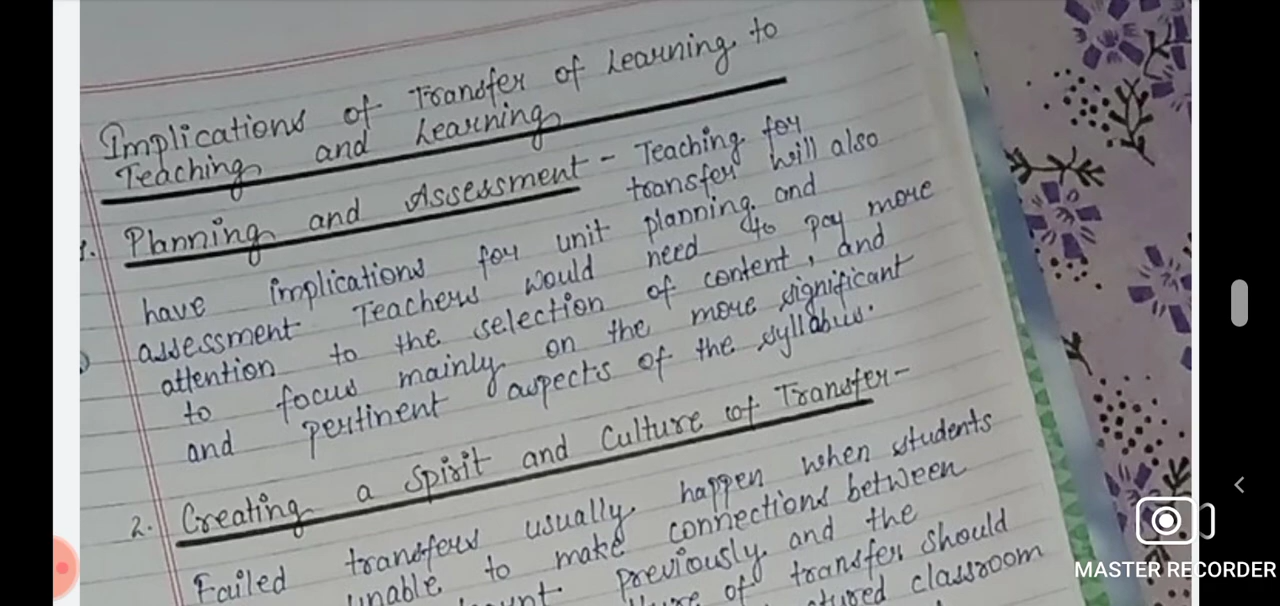 Implications of Transfer of Learning to
Teaching and Learning
1. Planning and Assessment - Teaching for
transfer will also
have implications for unit planning and
assessment Teachers would need to pay more
attention to the selection of content, and
to focus mainly on the more significant
and pertinent aspects of the syllabus.
2. Creating a Spirit and Culture of Transfer-
Failed transfers usually happen when students
unable to make connections between
previously and the
of transfer should
classroom
MASTER RECORDER